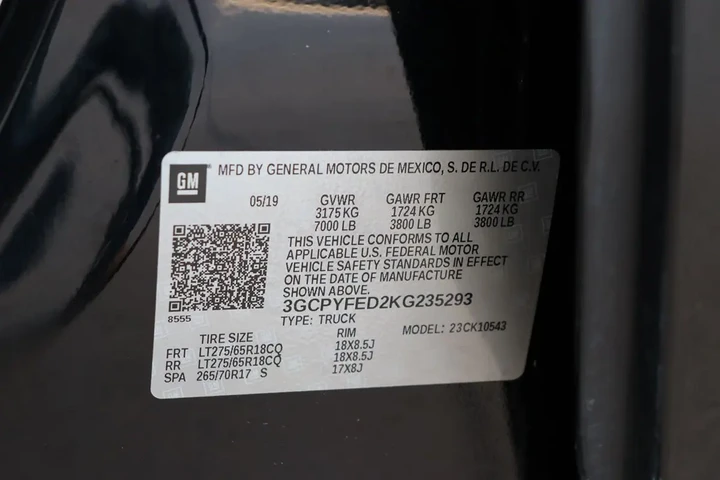 GM
MFD BY GENERAL MOTORS DE MEXICO, S. DE R.L. DE C.V.
05/19 GVWR GAWR FRT GAWR RR
3175 KG 1724 KG 1724 KG
7000 LB 3800 LB 3800 LB
THIS VEHICLE CONFORMS TO ALL
APPLICABLE U.S. FEDERAL MOTOR
VEHICLE SAFETY STANDARDS IN EFFECT
ON THE DATE OF MANUFACTURE
SHOWN ABOVE.
8555
3GCPYFED2KG235293
TYPE: TRUCK MODEL: 23CK10543
TIRE SIZE RIM
FRT LT275/65R18CQ 18X8.5J
RR LT275/65R18CQ 18X8.5J
SPA 265/70R17 S 17X8J